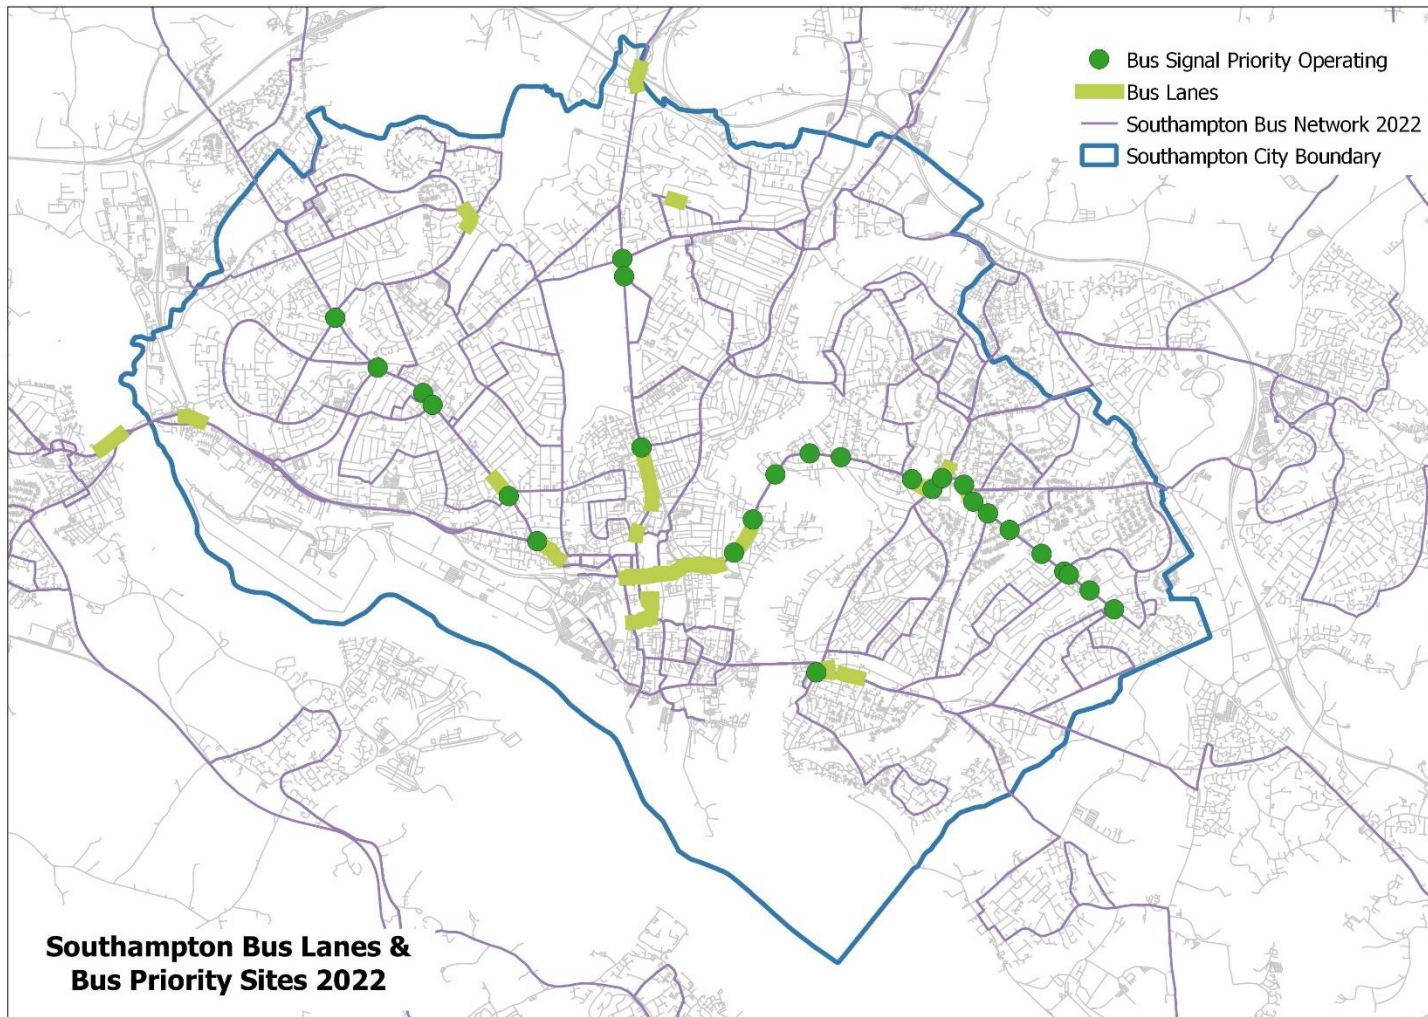 Bus Signal Priority Operating
Bus Lanes
Southampton Bus Network 2022
Southampton City Boundary
Southampton Bus Lanes &
Bus Priority Sites 2022